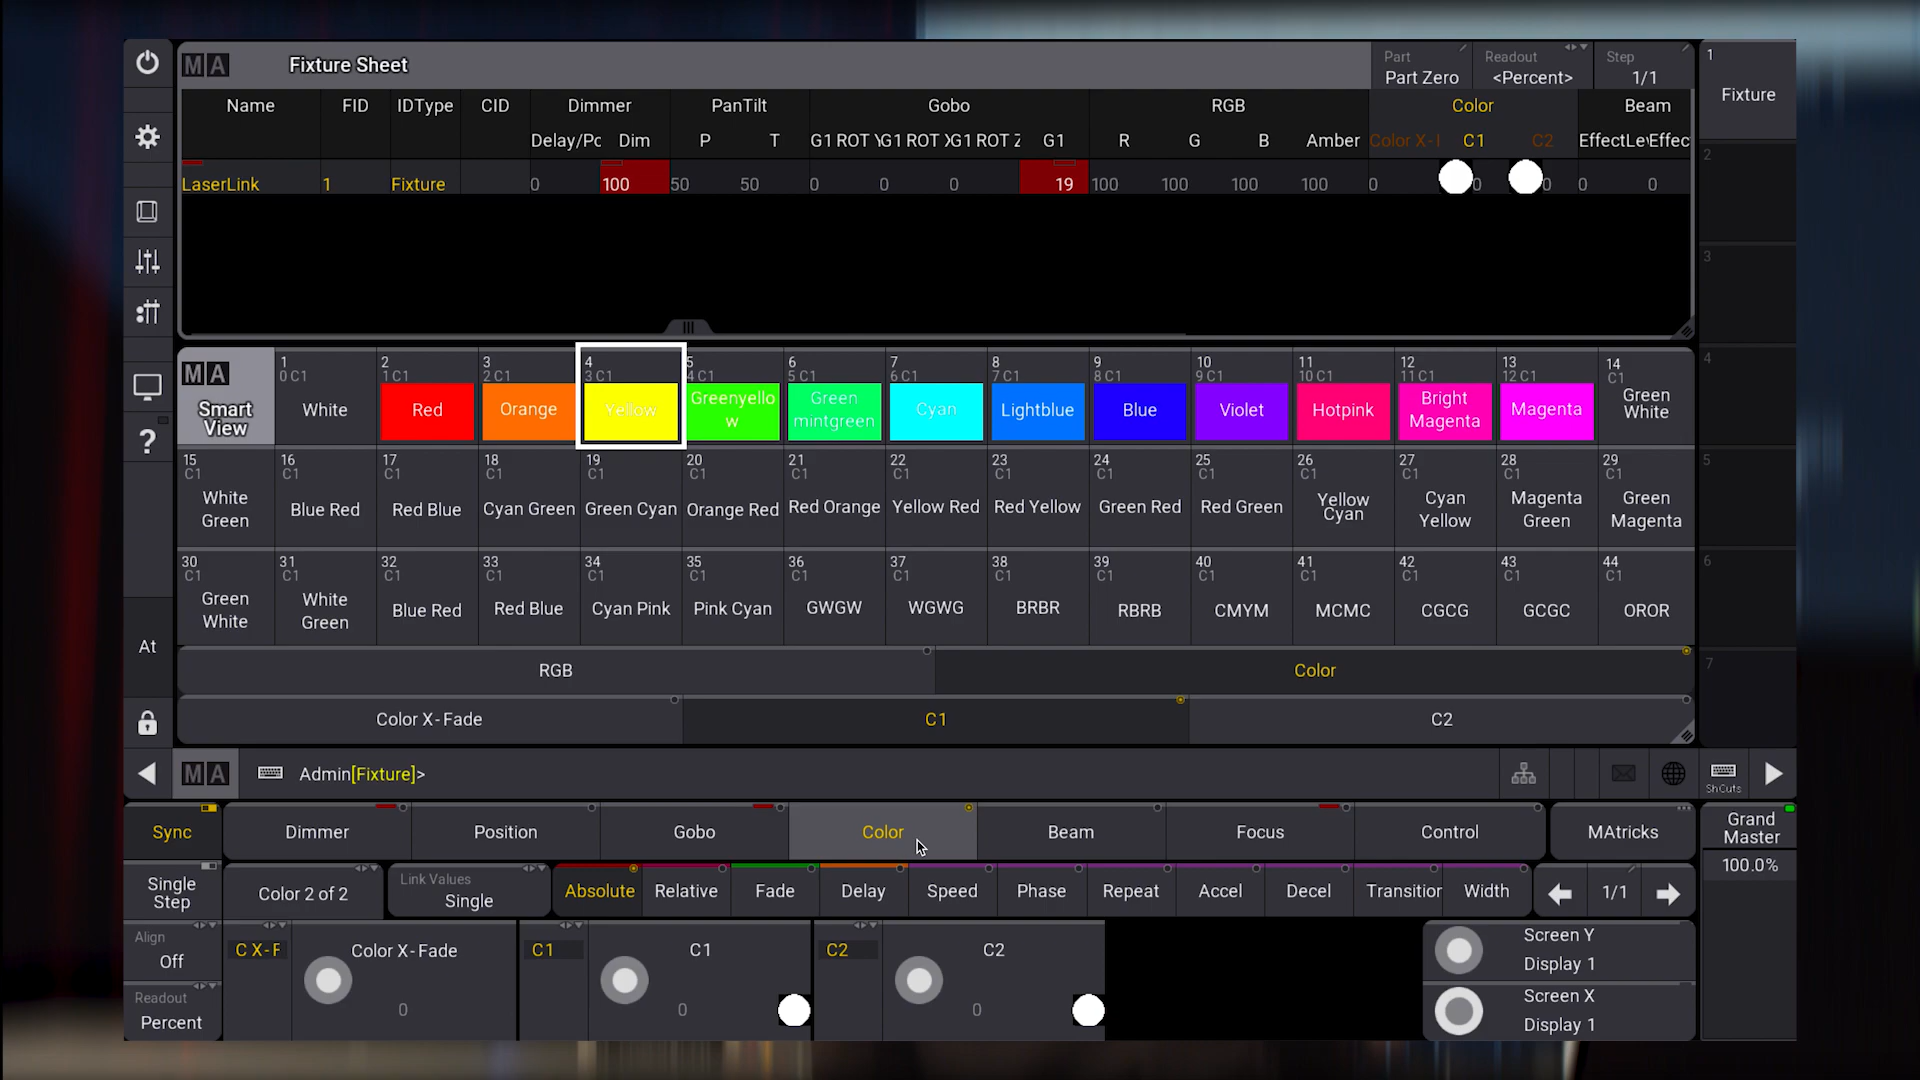 MA Fixture Sheet Part Part Zero Readout <Percent> Step 1/1 1 Fixture
Name FID IDType CID Dimmer PanTilt Gobo RGB Color Beam
Delay/Pc Dim P T G1 ROT Y G1 ROT X G1 ROT Z G1 R G B Amber Color X-I C1 C2 EffectLe Effec
LaserLink 1 Fixture 0 100 50 50 0 0 0 19 100 100 100 100 0 0 0 0 0
2
3
4
5
6
7
MA Smart View
1 0 C1 White
2 1 C1 Red
3 2 C1 Orange
4 3 C1 Yellow
5 4 C1 Greenyello w
6 5 C1 Green mintgreen
7 6 C1 Cyan
8 7 C1 Lightblue
9 8 C1 Blue
10 9 C1 Violet
11 10 C1 Hotpink
12 11 C1 Bright Magenta
13 12 C1 Magenta
14 C1 Green White
15 C1 White Green
16 C1 Blue Red
17 C1 Red Blue
18 C1 Cyan Green
19 C1 Green Cyan
20 C1 Orange Red
21 C1 Red Orange
22 C1 Yellow Red
23 C1 Red Yellow
24 C1 Green Red
25 C1 Red Green
26 C1 Yellow Cyan
27 C1 Cyan Yellow
28 C1 Magenta Green
29 C1 Green Magenta
30 C1 Green White
31 C1 White Green
32 C1 Blue Red
33 C1 Red Blue
34 C1 Cyan Pink
35 C1 Pink Cyan
36 C1 GWGW
37 C1 WGWG
38 C1 BRBR
39 C1 RBRB
40 C1 CMYM
41 C1 MCMC
42 C1 CGCG
43 C1 GCGC
44 C1 OROR
At
RGB Color
Color X-Fade C1 C2
MA Admin[Fixture]> ShCuts
Sync Dimmer Position Gobo Color Beam Focus Control MAtricks Grand Master
100.0%
Single Step Color 2 of 2 Link Values Single Absolute Relative Fade Delay Speed Phase Repeat Accel Decel Transition Width 1/1
Align Off C X-F Color X-Fade 0 C1 C1 0 C2 C2 0 Screen Y Display 1
Readout Percent Screen X Display 1